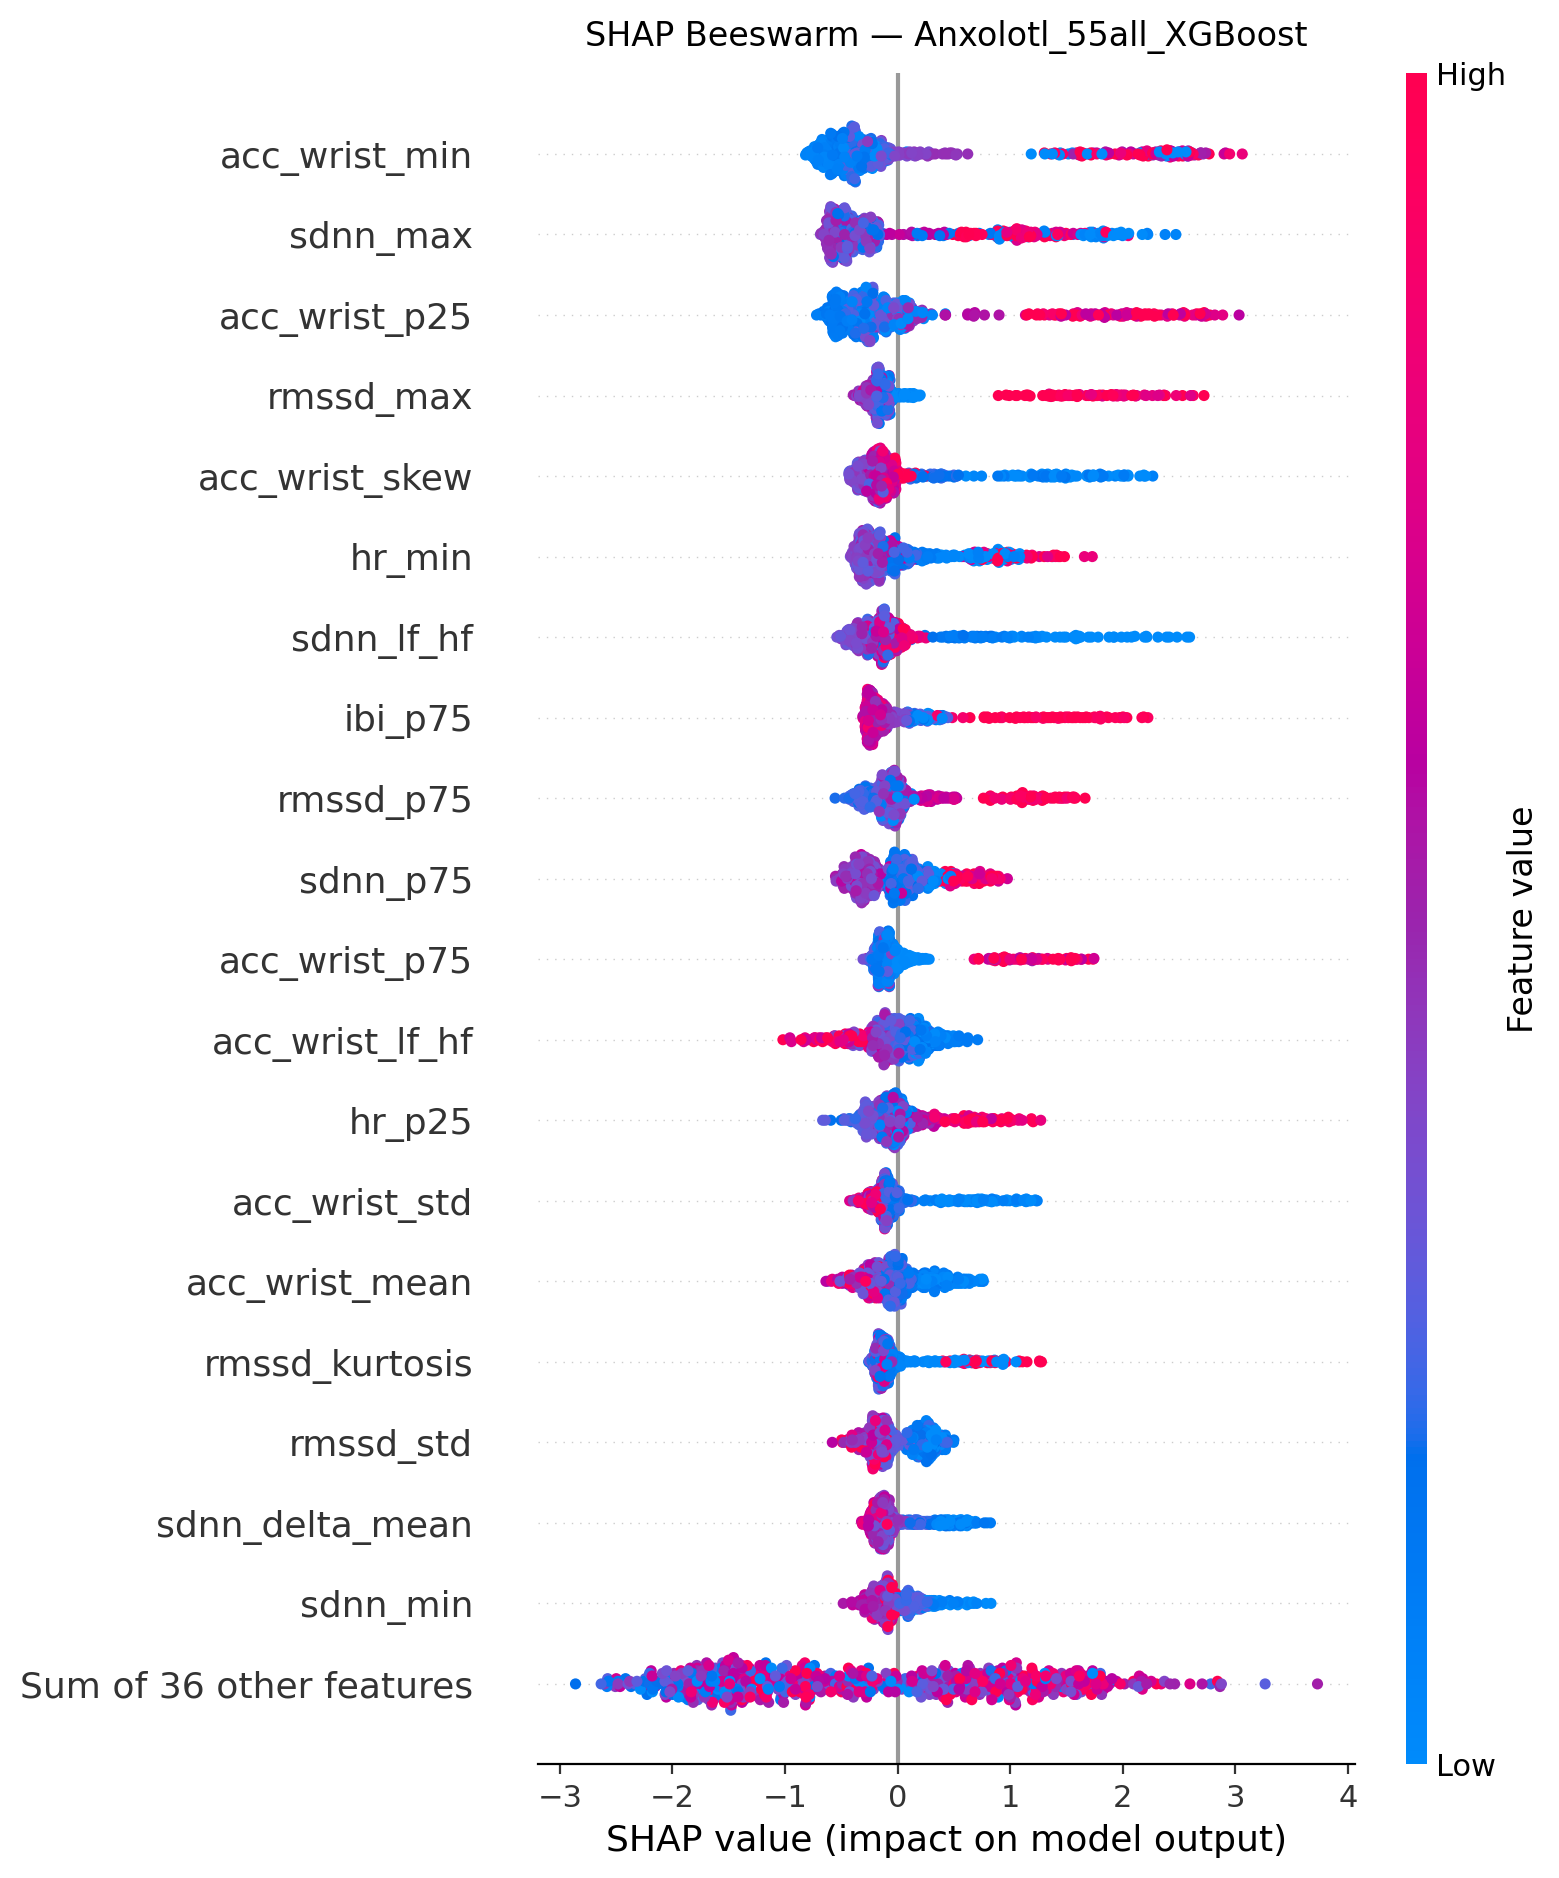 SHAP Beeswarm — Anxolotl_55all_XGBoost
High
acc_wrist_min
sdnn_max
acc_wrist_p25
rmssd_max
acc_wrist_skew
hr_min
sdnn_lf_hf
ibi_p75
rmssd_p75
sdnn_p75
acc_wrist_p75
acc_wrist_lf_hf
hr_p25
acc_wrist_std
acc_wrist_mean
rmssd_kurtosis
rmssd_std
sdnn_delta_mean
sdnn_min
Sum of 36 other features
Feature value
Low
−3 −2 −1 0 1 2 3 4
SHAP value (impact on model output)